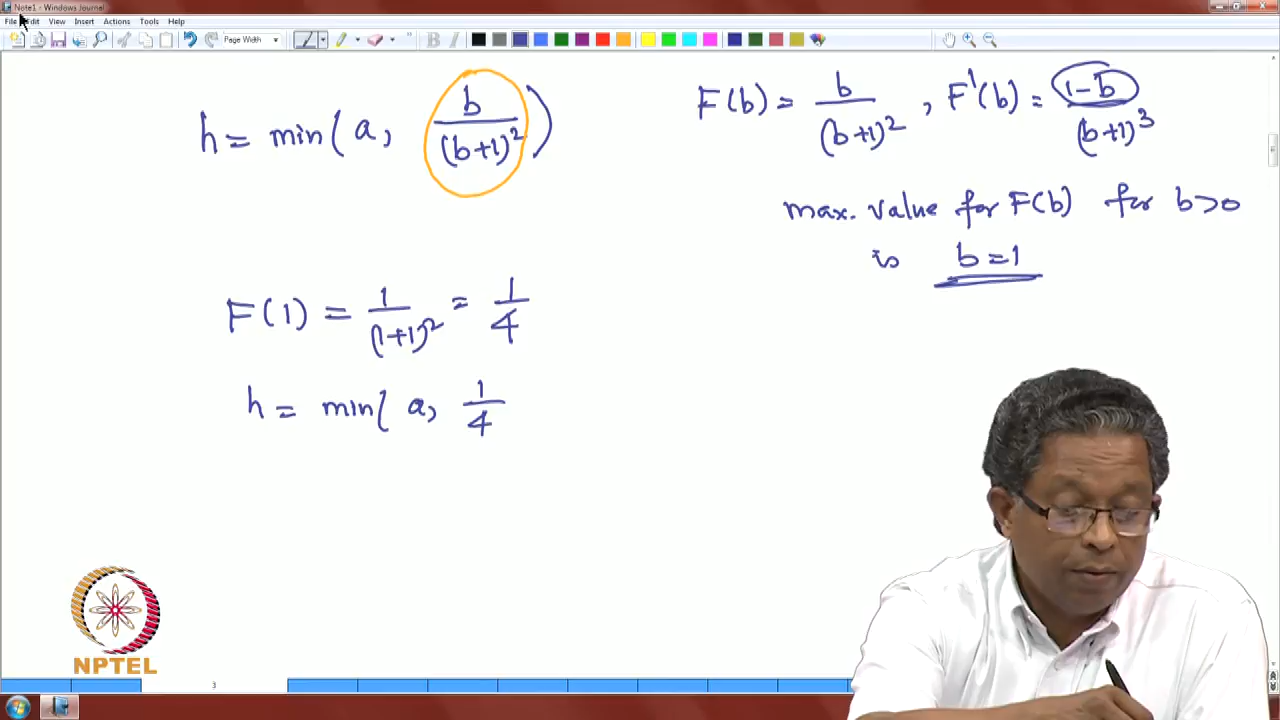 Note1 - Windows Journal
File Edit View Insert Actions Tools Help
Page Width
h = min(a, b/(b+1)²)
F(b) = b/(b+1)², F'(b) = 1-b/(b+1)³
max. value for F(b) for b>0
is b=1
F(1) = 1/(1+1)² = 1/4
h = min( a, 1/4
NPTEL
3